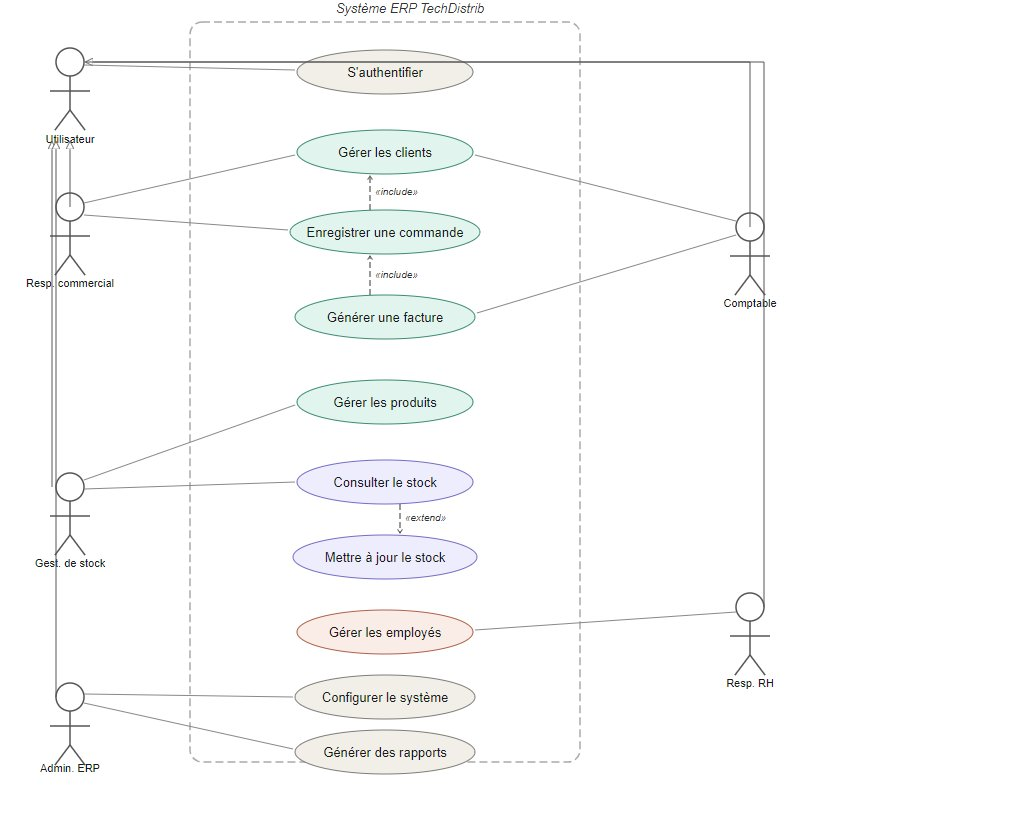 Système ERP TechDistrib
S'authentifier
Utilisateur
Gérer les clients
«include»
Enregistrer une commande
Resp. commercial
«include»
Comptable
Générer une facture
Gérer les produits
Consulter le stock
«extend»
Mettre à jour le stock
Gest. de stock
Gérer les employés
Resp. RH
Configurer le système
Générer des rapports
Admin. ERP